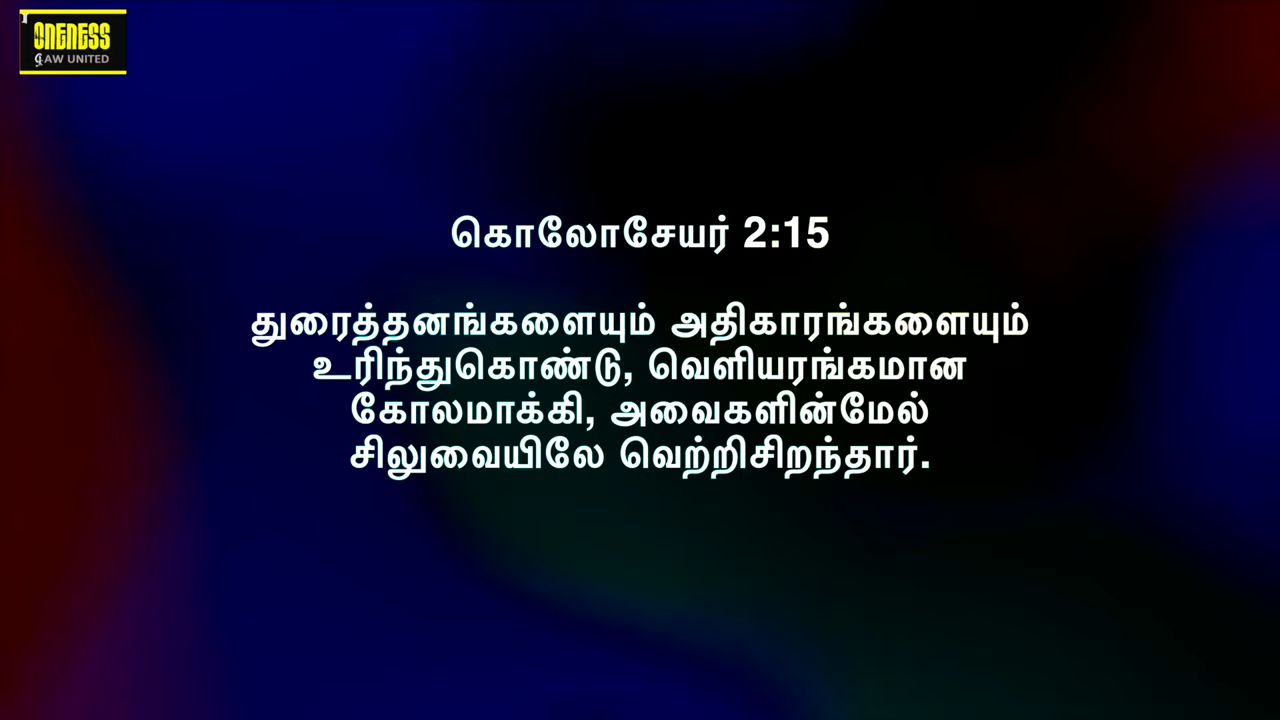 ONENESS
LAW UNITED
கொலோசேயர் 2:15
துரைத்தனங்களையும் அதிகாரங்களையும்
உரிந்துகொண்டு, வெளியரங்கமான
கோலமாக்கி, அவைகளின்மேல்
சிலுவையிலே வெற்றிசிறந்தார்.